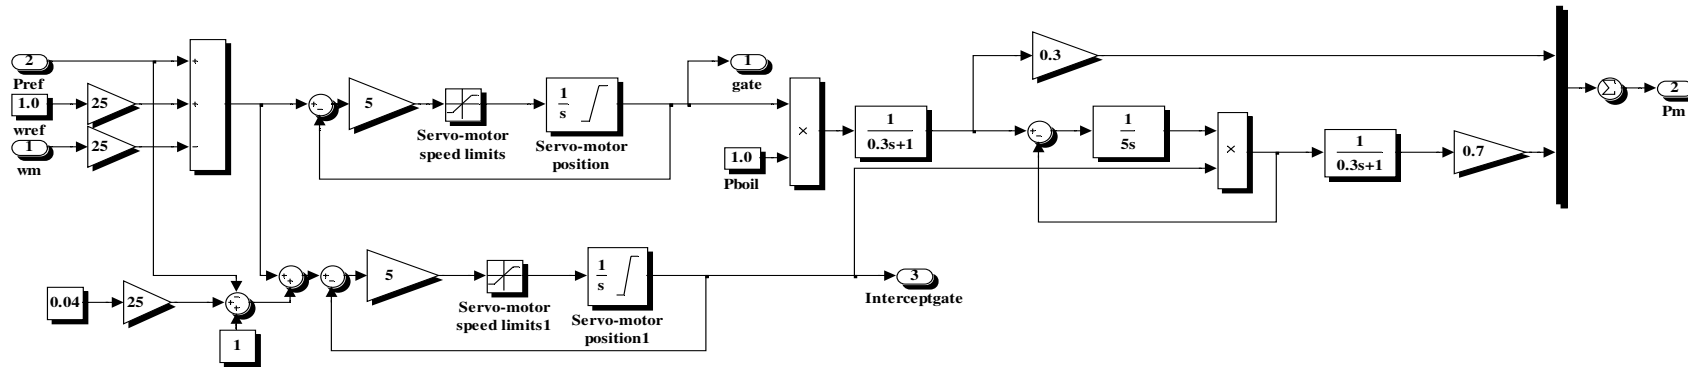 2
Pref
1.0
wref
1
wm
25
25
+
+
−
+
−
5
Servo-motor
speed limits
1
s
Servo-motor
position
1
gate
1.0
Pboil
×
1
0.3s+1
0.3
+
−
1
5s
×
1
0.3s+1
0.7
Σ
2
Pm
0.04
25
−
+
+
1
+
+
+
−
5
Servo-motor
speed limits1
1
s
Servo-motor
position1
3
Interceptgate